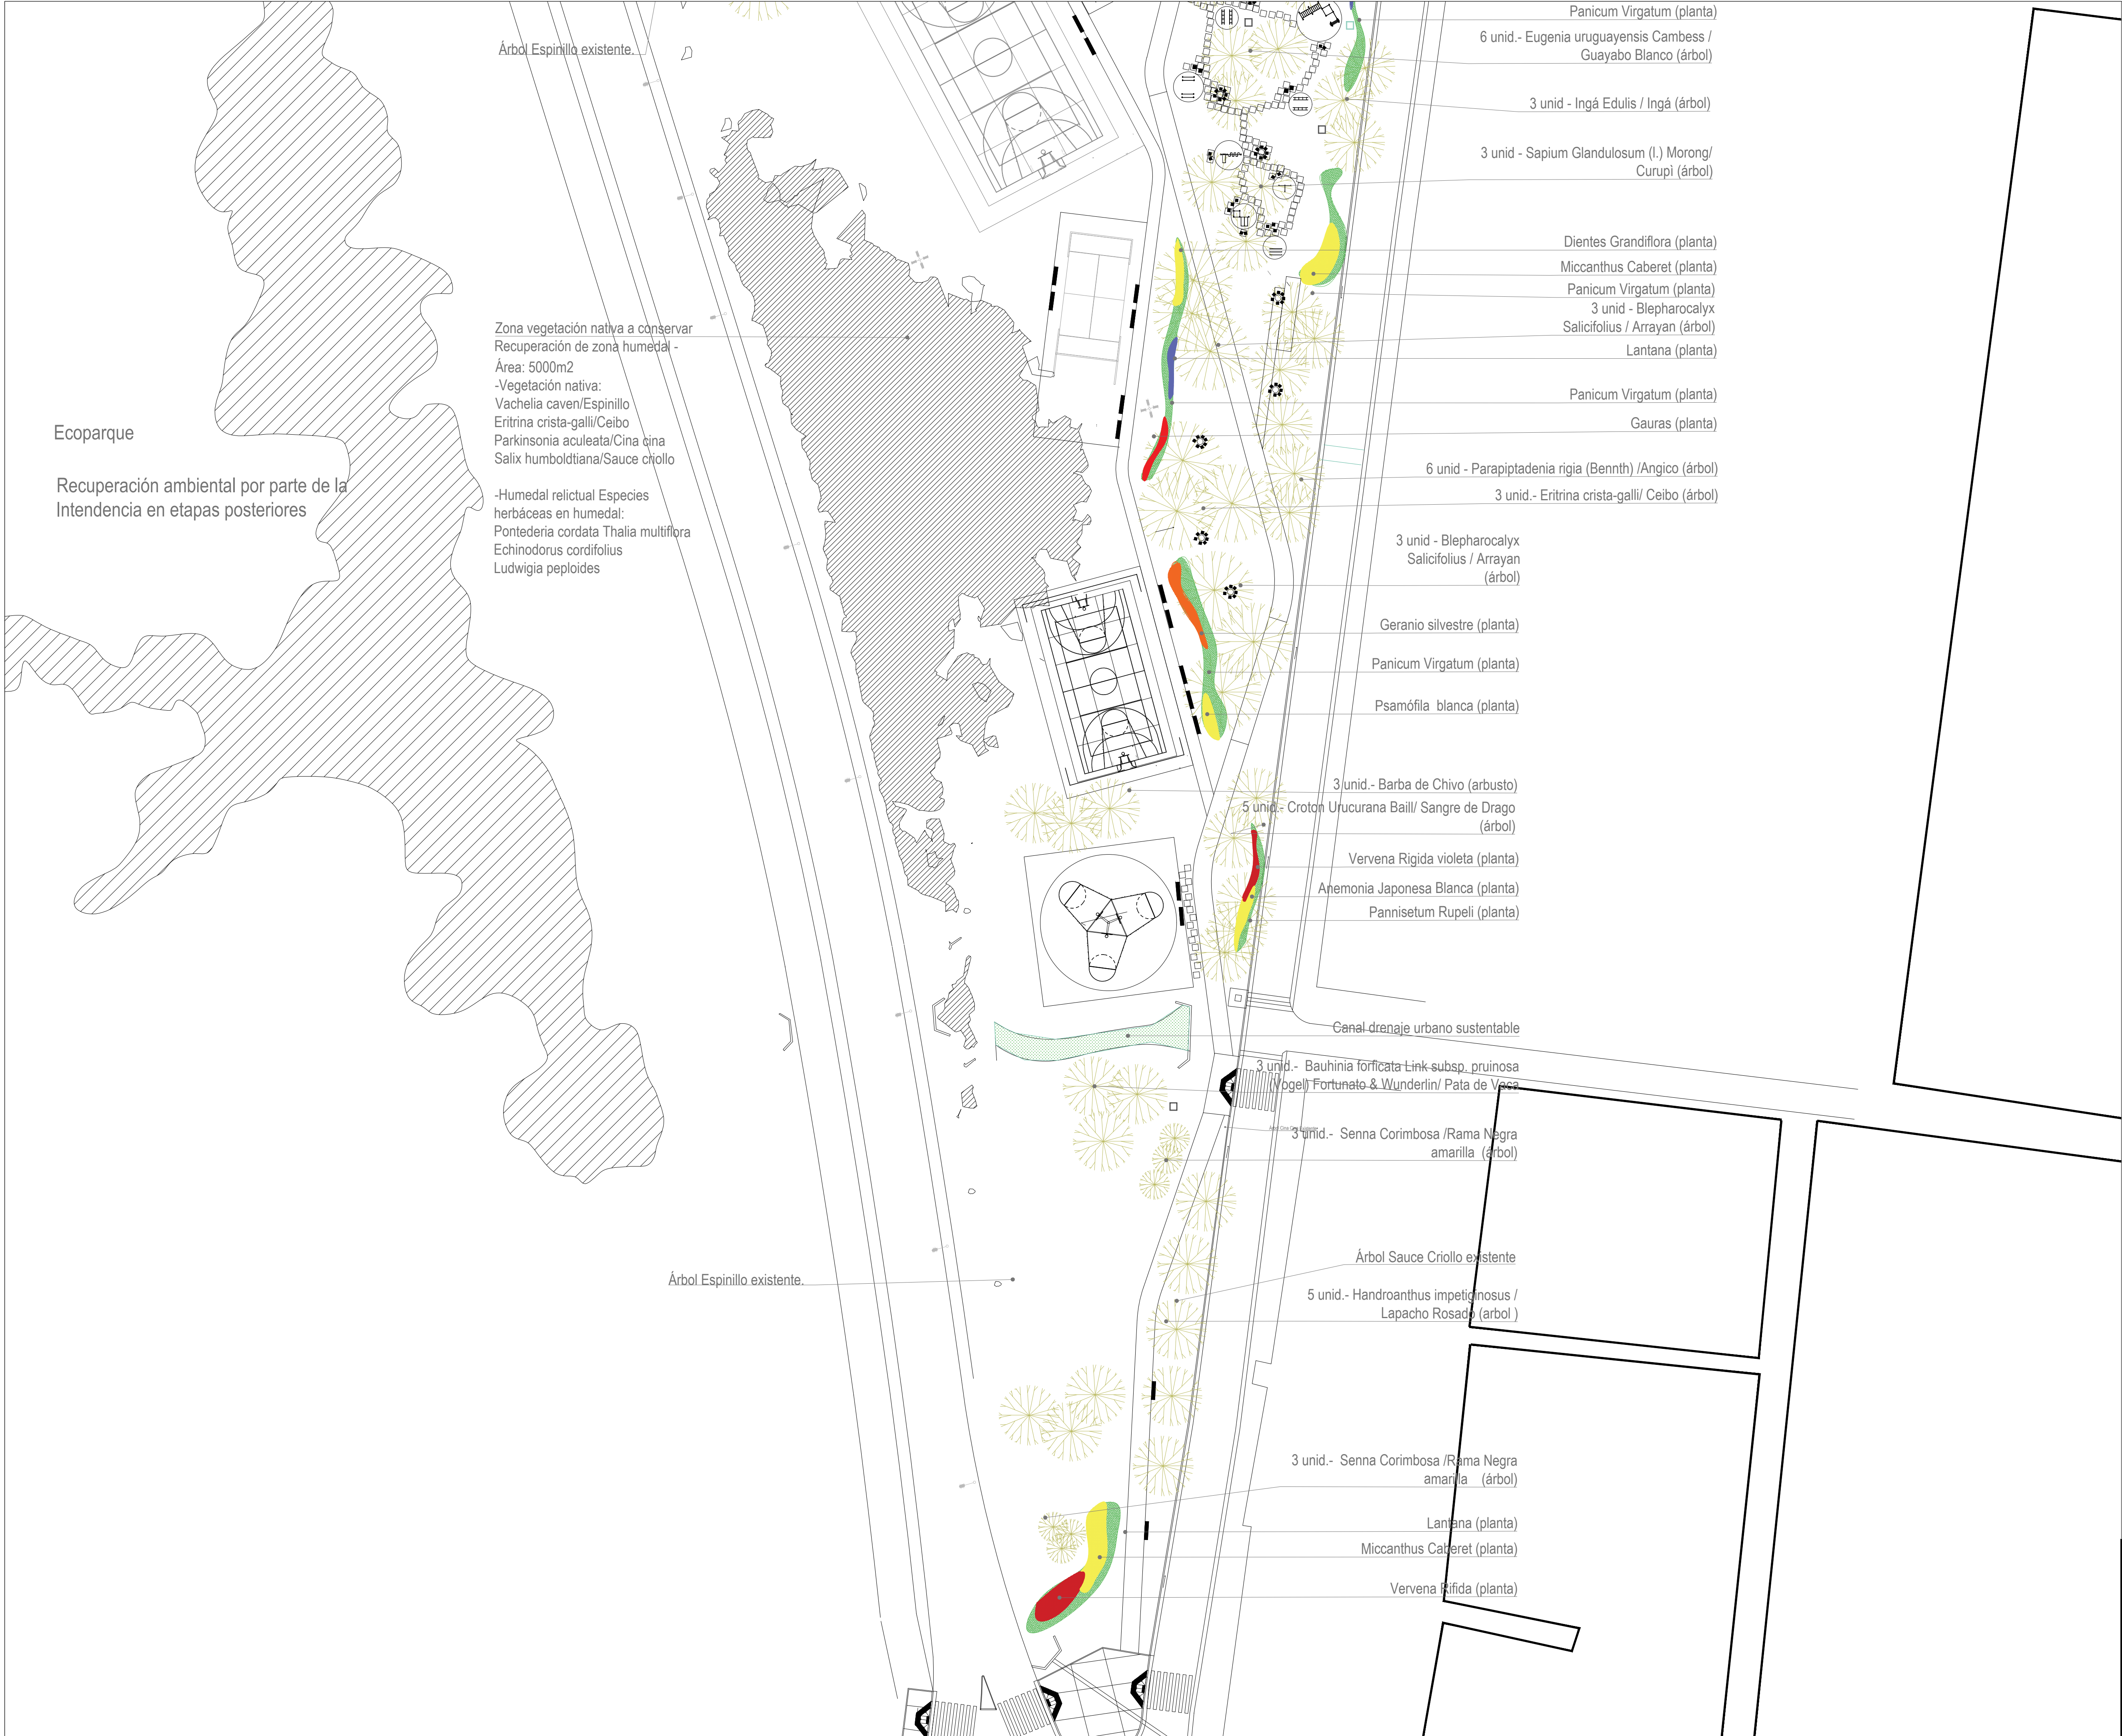 Árbol Espinillo existente.
Zona vegetación nativa a conservar
Recuperación de zona humedal -
Área: 5000m2
-Vegetación nativa:
Vachelia caven/Espinillo
Eritrina crista-galli/Ceibo
Parkinsonia aculeata/Cina cina
Salix humboldtiana/Sauce criollo
-Humedal relictual Especies
herbáceas en humedal:
Pontederia cordata Thalia multiflora
Echinodorus cordifolius
Ludwigia peploides
Ecoparque
Recuperación ambiental por parte de la
Intendencia en etapas posteriores
Árbol Espinillo existente.
Panicum Virgatum (planta)
6 unid.- Eugenia uruguayensis Cambess /
Guayabo Blanco (árbol)
3 unid - Ingá Edulis / Ingá (árbol)
3 unid - Sapium Glandulosum (l.) Morong/
Curupì (árbol)
Dientes Grandiflora (planta)
Miccanthus Caberet (planta)
Panicum Virgatum (planta)
3 unid - Blepharocalyx
Salicifolius / Arrayan (árbol)
Lantana (planta)
Panicum Virgatum (planta)
Gauras (planta)
6 unid - Parapiptadenia rigia (Bennth) /Angico (árbol)
3 unid.- Eritrina crista-galli/ Ceibo (árbol)
3 unid - Blepharocalyx
Salicifolius / Arrayan
(árbol)
Geranio silvestre (planta)
Panicum Virgatum (planta)
Psamófila blanca (planta)
3 unid.- Barba de Chivo (arbusto)
5 unid.- Croton Urucurana Baill/ Sangre de Drago
(árbol)
Vervena Rigida violeta (planta)
Anemonia Japonesa Blanca (planta)
Pannisetum Rupeli (planta)
Canal drenaje urbano sustentable
3 unid.- Bauhinia forficata Link subsp. pruinosa
(Vogel) Fortunato & Wunderlin/ Pata de Vaca
3 unid.- Senna Corimbosa /Rama Negra
amarilla (árbol)
Árbol Sauce Criollo existente
5 unid.- Handroanthus impetiginosus /
Lapacho Rosado (arbol )
3 unid.- Senna Corimbosa /Rama Negra
amarilla (árbol)
Lantana (planta)
Miccanthus Caberet (planta)
Vervena Rifida (planta)